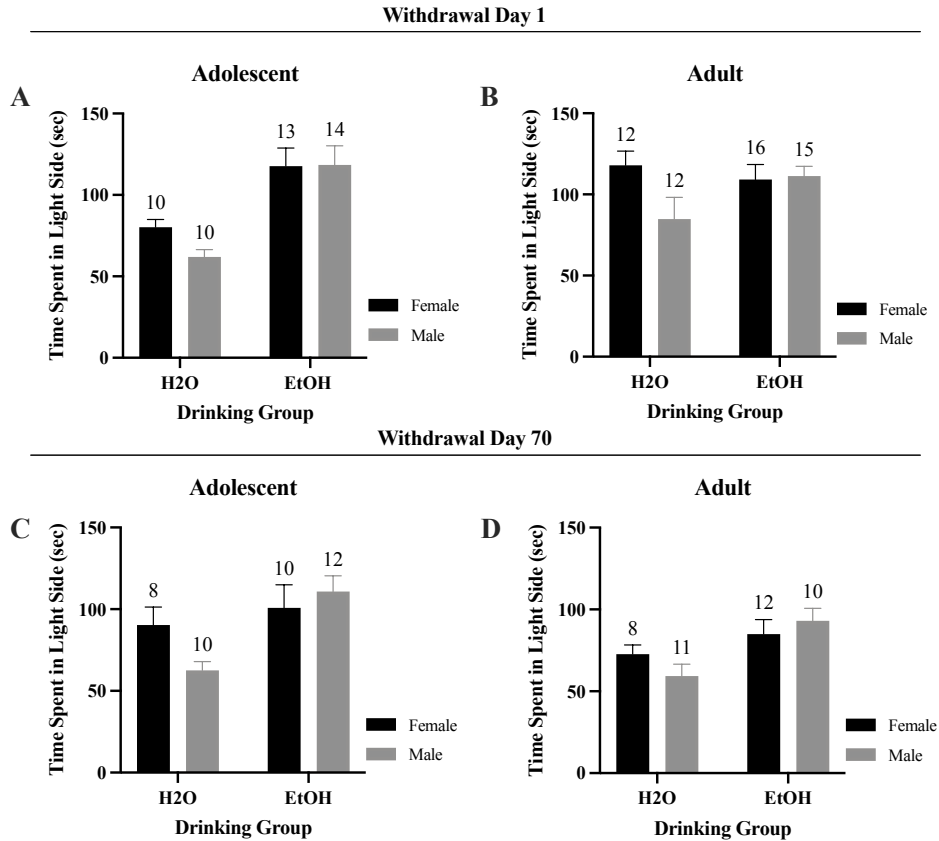 Withdrawal Day 1
Adolescent
A
Time Spent in Light Side (sec)
150
100
50
0
10
10
13
14
Female
Male
H2O
EtOH
Drinking Group
Adult
B
Time Spent in Light Side (sec)
150
100
50
0
12
12
16
15
Female
Male
H2O
EtOH
Drinking Group
Withdrawal Day 70
Adolescent
C
Time Spent in Light Side (sec)
150
100
50
0
8
10
10
12
Female
Male
H2O
EtOH
Drinking Group
Adult
D
Time Spent in Light Side (sec)
150
100
50
0
8
11
12
10
Female
Male
H2O
EtOH
Drinking Group